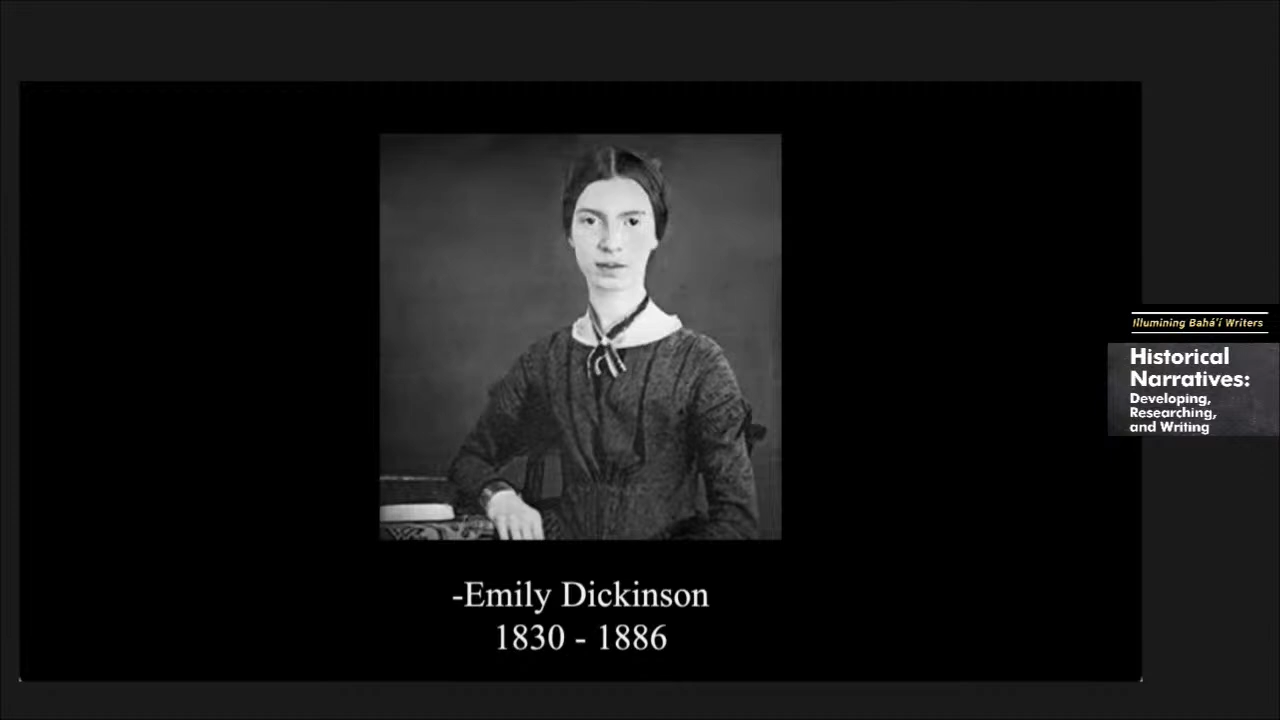 -Emily Dickinson
1830 - 1886
Illumining Bahá'í Writers
Historical
Narratives:
Developing,
Researching,
and Writing